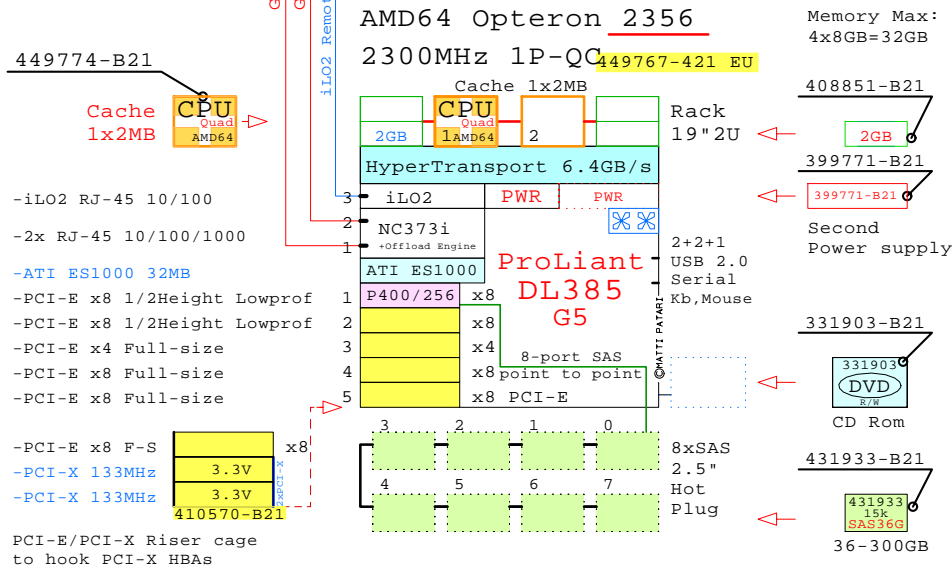 G
G
iLO2 Remot
AMD64 Opteron 2356
2300MHz 1P-QC
449767-421 EU
Memory Max:
4x8GB=32GB
449774-B21
Cache
1x2MB
CPU
Quad
AMD64
Cache 1x2MB
2GB
CPU
Quad
1AMD64
2
Rack
19"2U
408851-B21
2GB
HyperTransport 6.4GB/s
399771-B21
399771-B21
Second
Power supply
3
iLO2
PWR
PWR
2
NC373i
1
+Offload Engine
ATI ES1000
ProLiant
DL385
G5
2+2+1
USB 2.0
Serial
Kb,Mouse
©MATTI PATARI
-iLO2 RJ-45 10/100
-2x RJ-45 10/100/1000
-ATI ES1000 32MB
-PCI-E x8 1/2Height Lowprof
-PCI-E x8 1/2Height Lowprof
-PCI-E x4 Full-size
-PCI-E x8 Full-size
-PCI-E x8 Full-size
1 P400/256 x8
2 x8
3 x4
4 x8
5 x8 PCI-E
8-port SAS
point to point
331903-B21
331903
DVD
R/W
CD Rom
-PCI-E x8 F-S
x8
-PCI-X 133MHz
3.3V
-PCI-X 133MHz
3.3V
2xPCI-X
410570-B21
PCI-E/PCI-X Riser cage
to hook PCI-X HBAs
3 2 1 0
4 5 6 7
8xSAS
2.5"
Hot
Plug
431933-B21
431933
15k
SAS36G
36-300GB